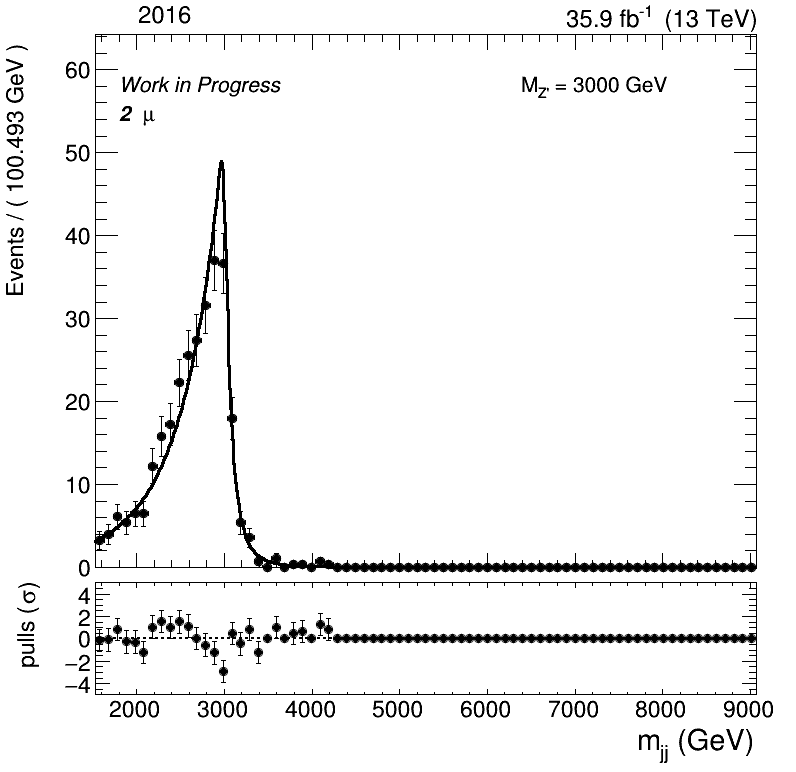 2016 35.9 fb⁻¹ (13 TeV)
Events / ( 100.493 GeV )
60
Work in Progress M_Z' = 3000 GeV
2 μ
50
40
30
20
10
0
pulls (σ)
4
2
0
−2
−4
2000 3000 4000 5000 6000 7000 8000 9000
m_jj (GeV)